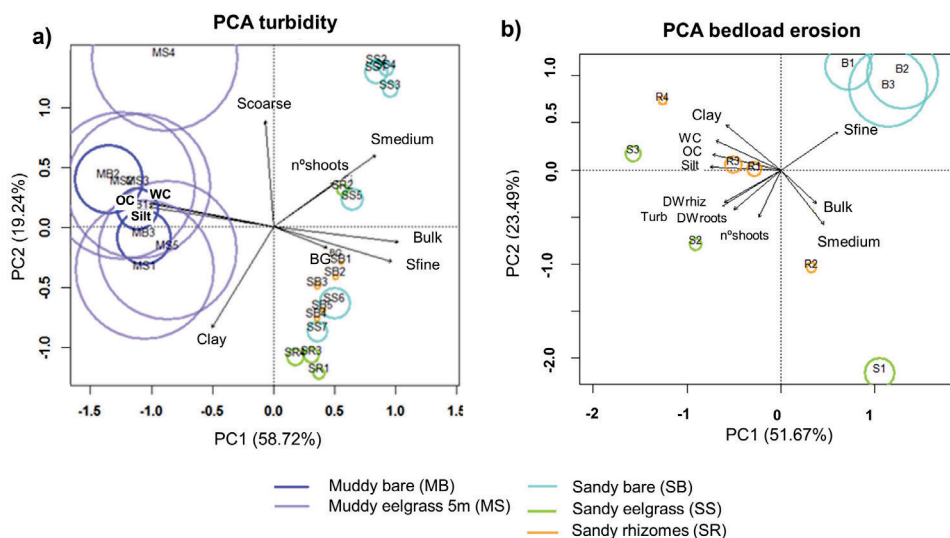 PCA turbidity
a)
PC2 (19.24%)
1.0
0.5
0.0
-0.5
-1.0
MS4
MB2
MS3
MB3
MS5
MS1
OC
WC
Silt
Scoarse
Smedium
nºshoots
Bulk
Sfine
BG
Clay
SS2
SS4
SS3
SR2
SS5
SB1
SB2
SB3
SS6
SB5
SB4
SS7
SR4
SR3
SR1
-1.5
-1.0
-0.5
0.0
0.5
1.0
1.5
PC1 (58.72%)
PCA bedload erosion
b)
PC2 (23.49%)
1.0
0.5
0.0
-1.0
-2.0
B1
B2
B3
R4
S3
R3
R1
S2
R2
S1
Clay
WC
OC
Silt
Sfine
DWrhiz
Turb
DWroots
nºshoots
Bulk
Smedium
-2
-1
0
1
PC1 (51.67%)
Muddy bare (MB)
Muddy eelgrass 5m (MS)
Sandy bare (SB)
Sandy eelgrass (SS)
Sandy rhizomes (SR)